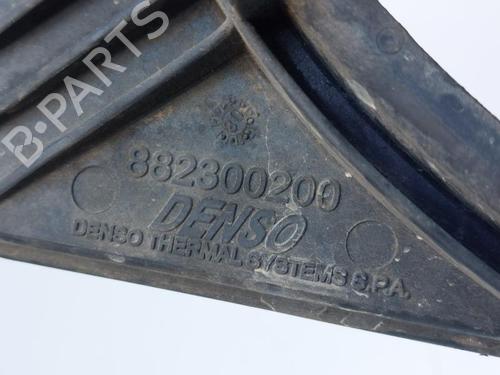 B-PARTS
882300200
DENSO
DENSO THERMAL SYSTEMS S.P.A.